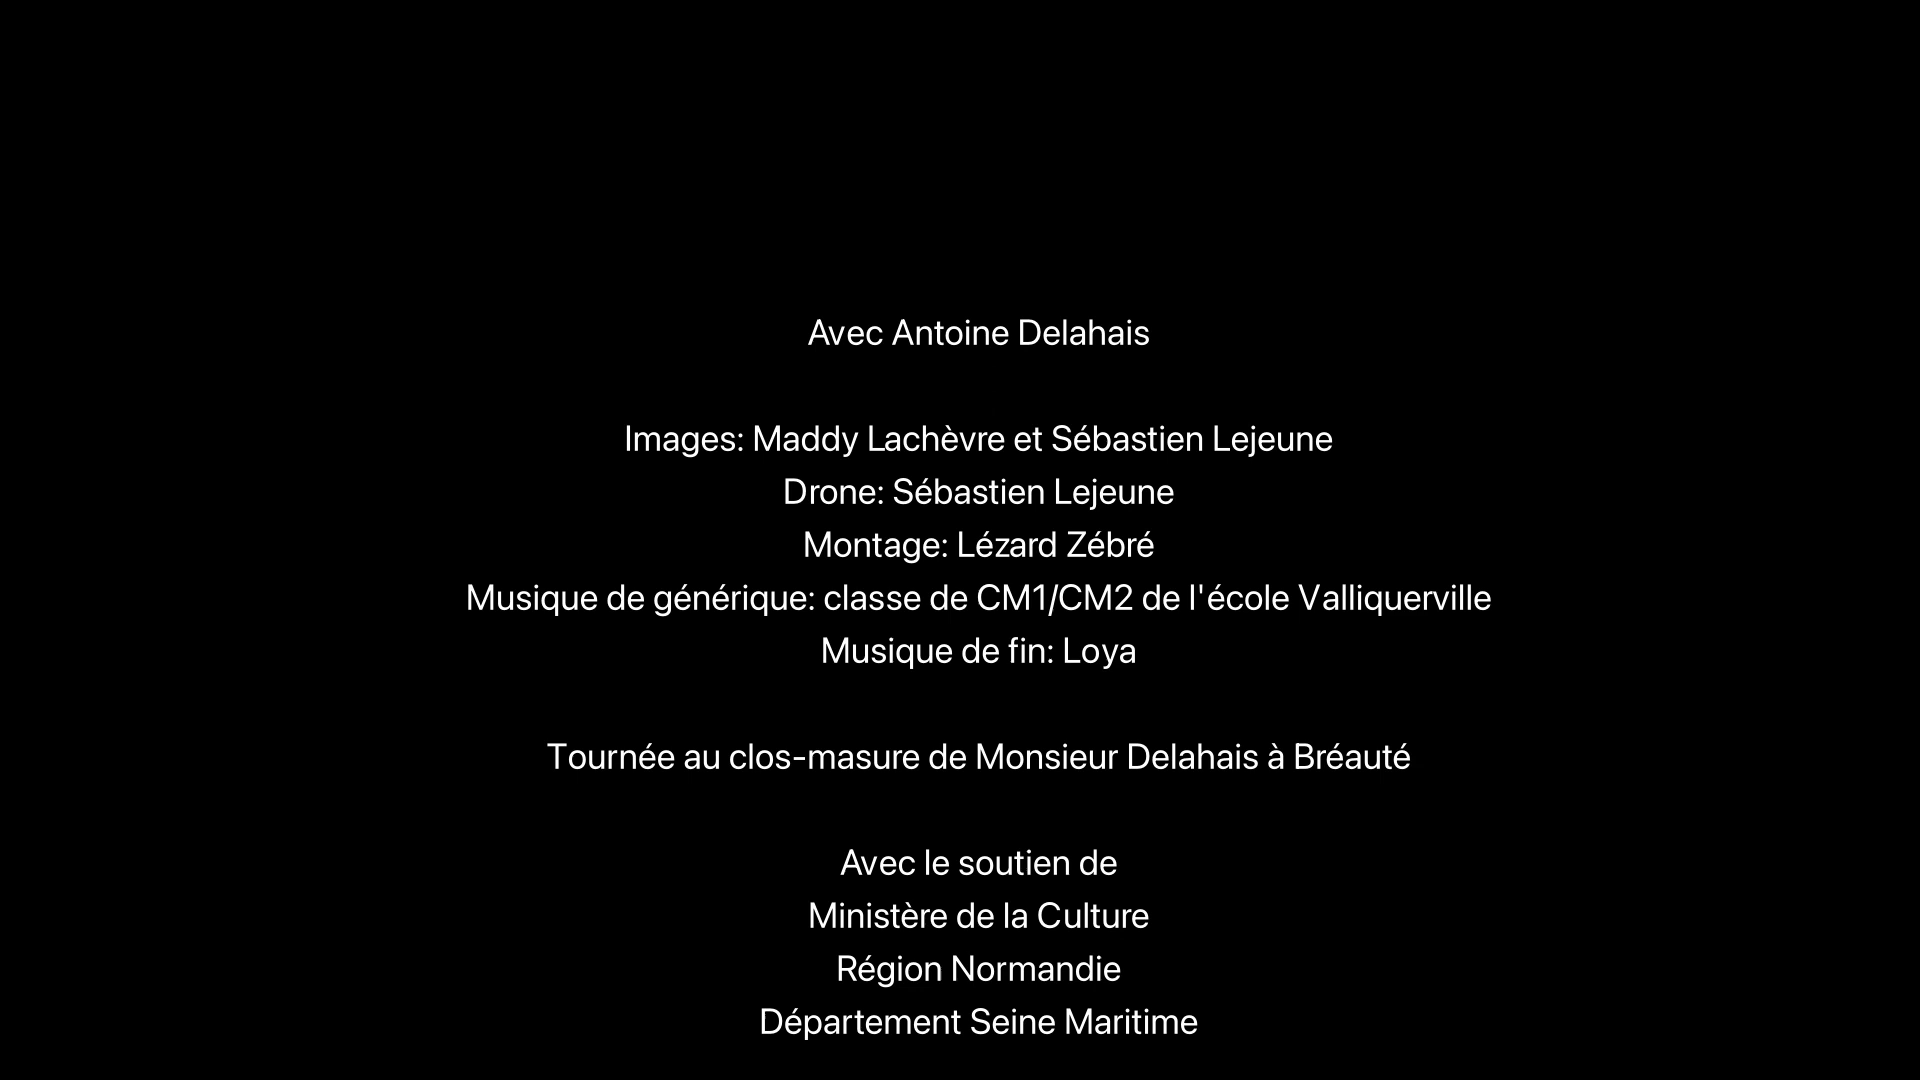 Avec Antoine Delahais
Images: Maddy Lachèvre et Sébastien Lejeune
Drone: Sébastien Lejeune
Montage: Lézard Zébré
Musique de générique: classe de CM1/CM2 de l'école Valliquerville
Musique de fin: Loya
Tournée au clos-masure de Monsieur Delahais à Bréauté
Avec le soutien de
Ministère de la Culture
Région Normandie
Département Seine Maritime